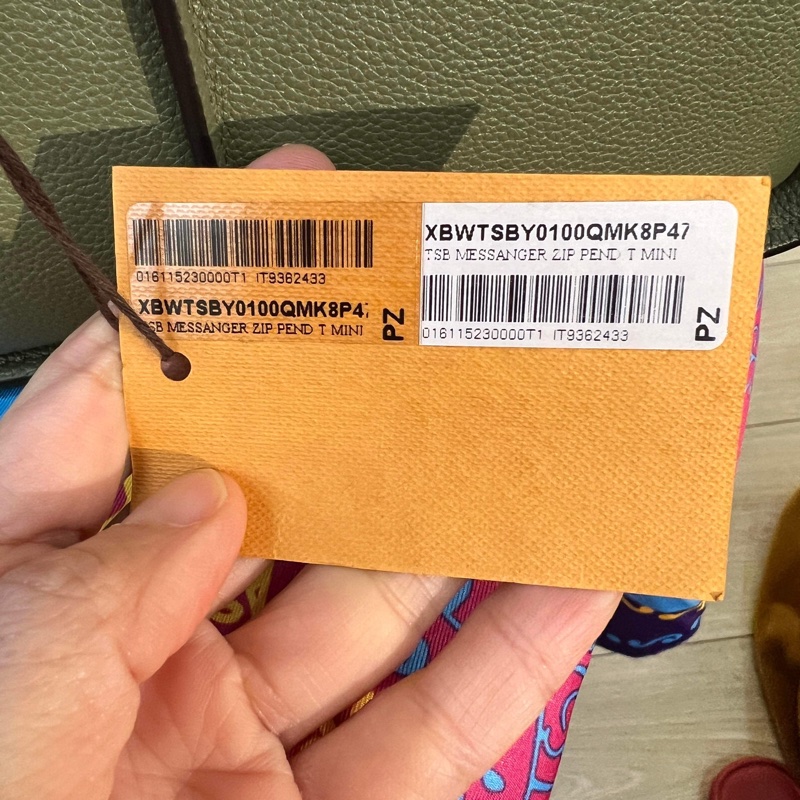 016115230000T1 IT9362433
XBWTSBY0100QMK8P47
TSB MESSANGER ZIP PEND T MINI
PZ
XBWTSBY0100QMK8P47
TSB MESSANGER ZIP PEND T MINI
016115230000T1 IT9362433
PZ